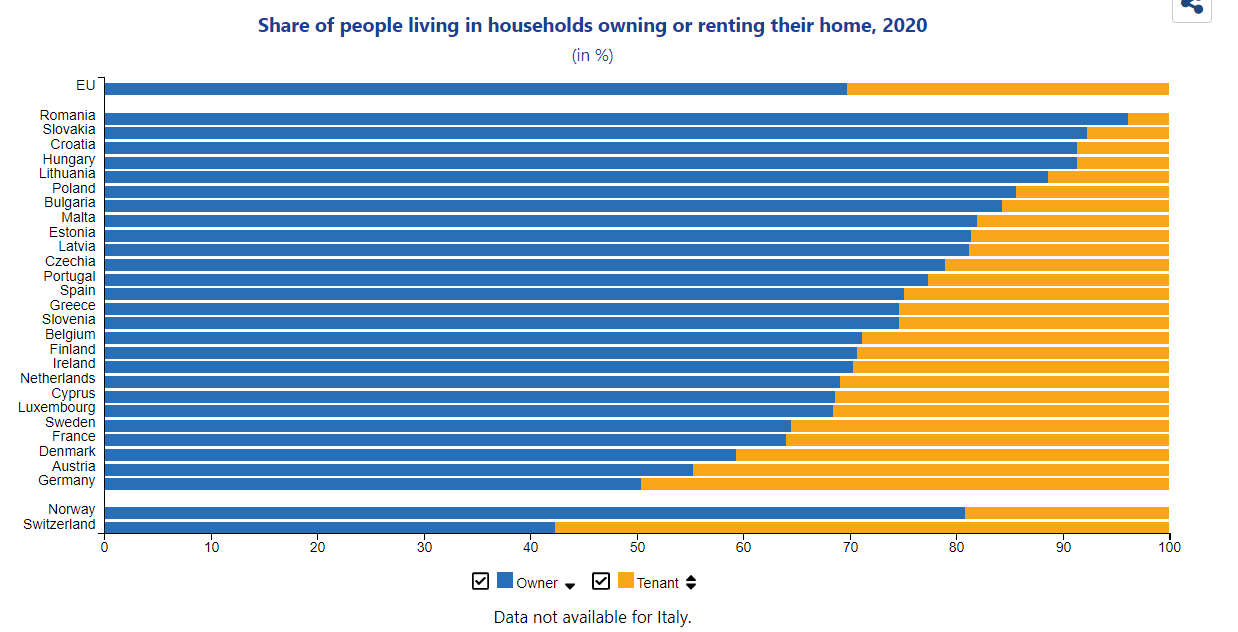 Share of people living in households owning or renting their home, 2020
(in %)
EU
Romania
Slovakia
Croatia
Hungary
Lithuania
Poland
Bulgaria
Malta
Estonia
Latvia
Czechia
Portugal
Spain
Greece
Slovenia
Belgium
Finland
Ireland
Netherlands
Cyprus
Luxembourg
Sweden
France
Denmark
Austria
Germany
Norway
Switzerland
0 10 20 30 40 50 60 70 80 90 100
Owner Tenant
Data not available for Italy.